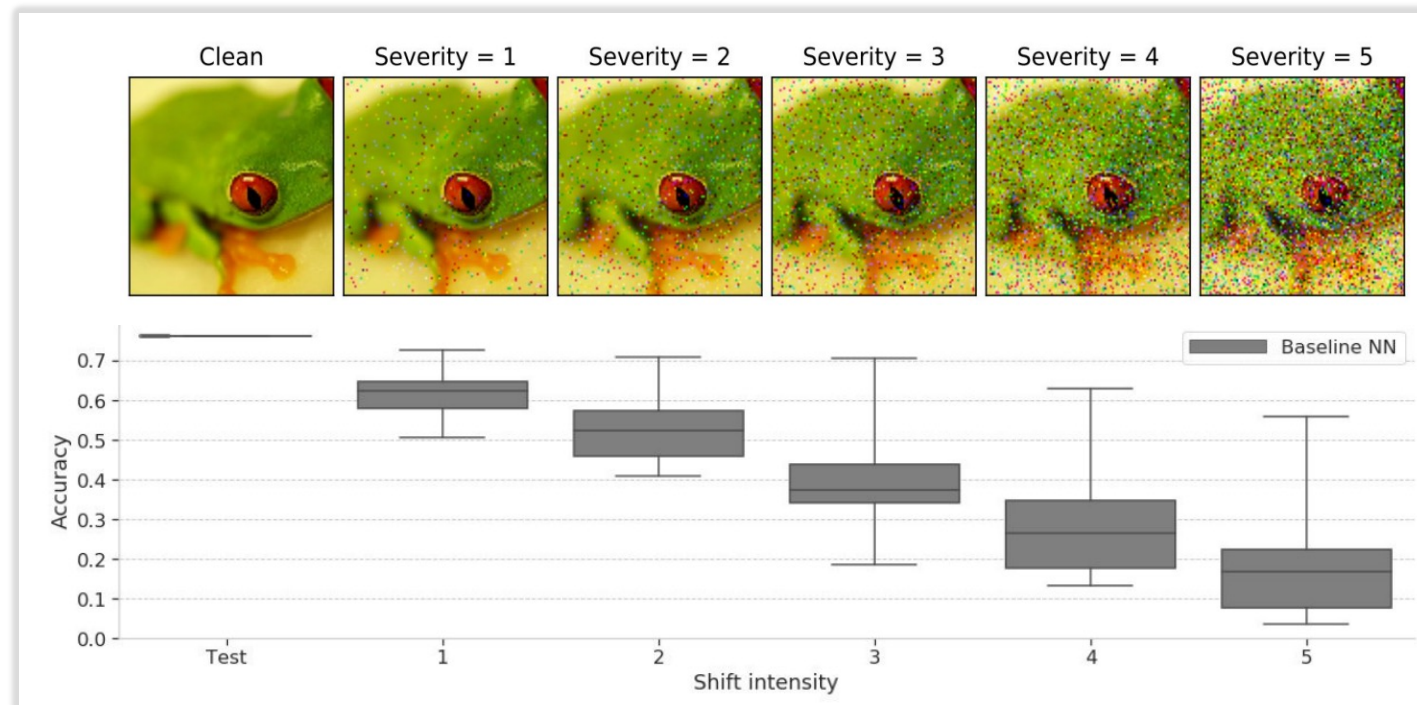 Clean Severity = 1 Severity = 2 Severity = 3 Severity = 4 Severity = 5
Baseline NN
0.7
0.6
0.5
0.4
0.3
0.2
0.1
0.0
Accuracy
Test 1 2 3 4 5
Shift intensity